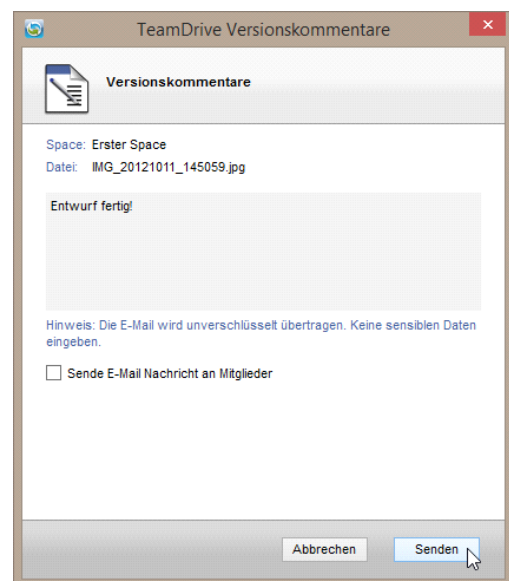 TeamDrive Versionskommentare
Versionskommentare
Space: Erster Space
Datei: IMG_20121011_145059.jpg
Entwurf fertig!
Hinweis: Die E-Mail wird unverschlüsselt übertragen. Keine sensiblen Daten
eingeben.
Sende E-Mail Nachricht an Mitglieder
Abbrechen Senden